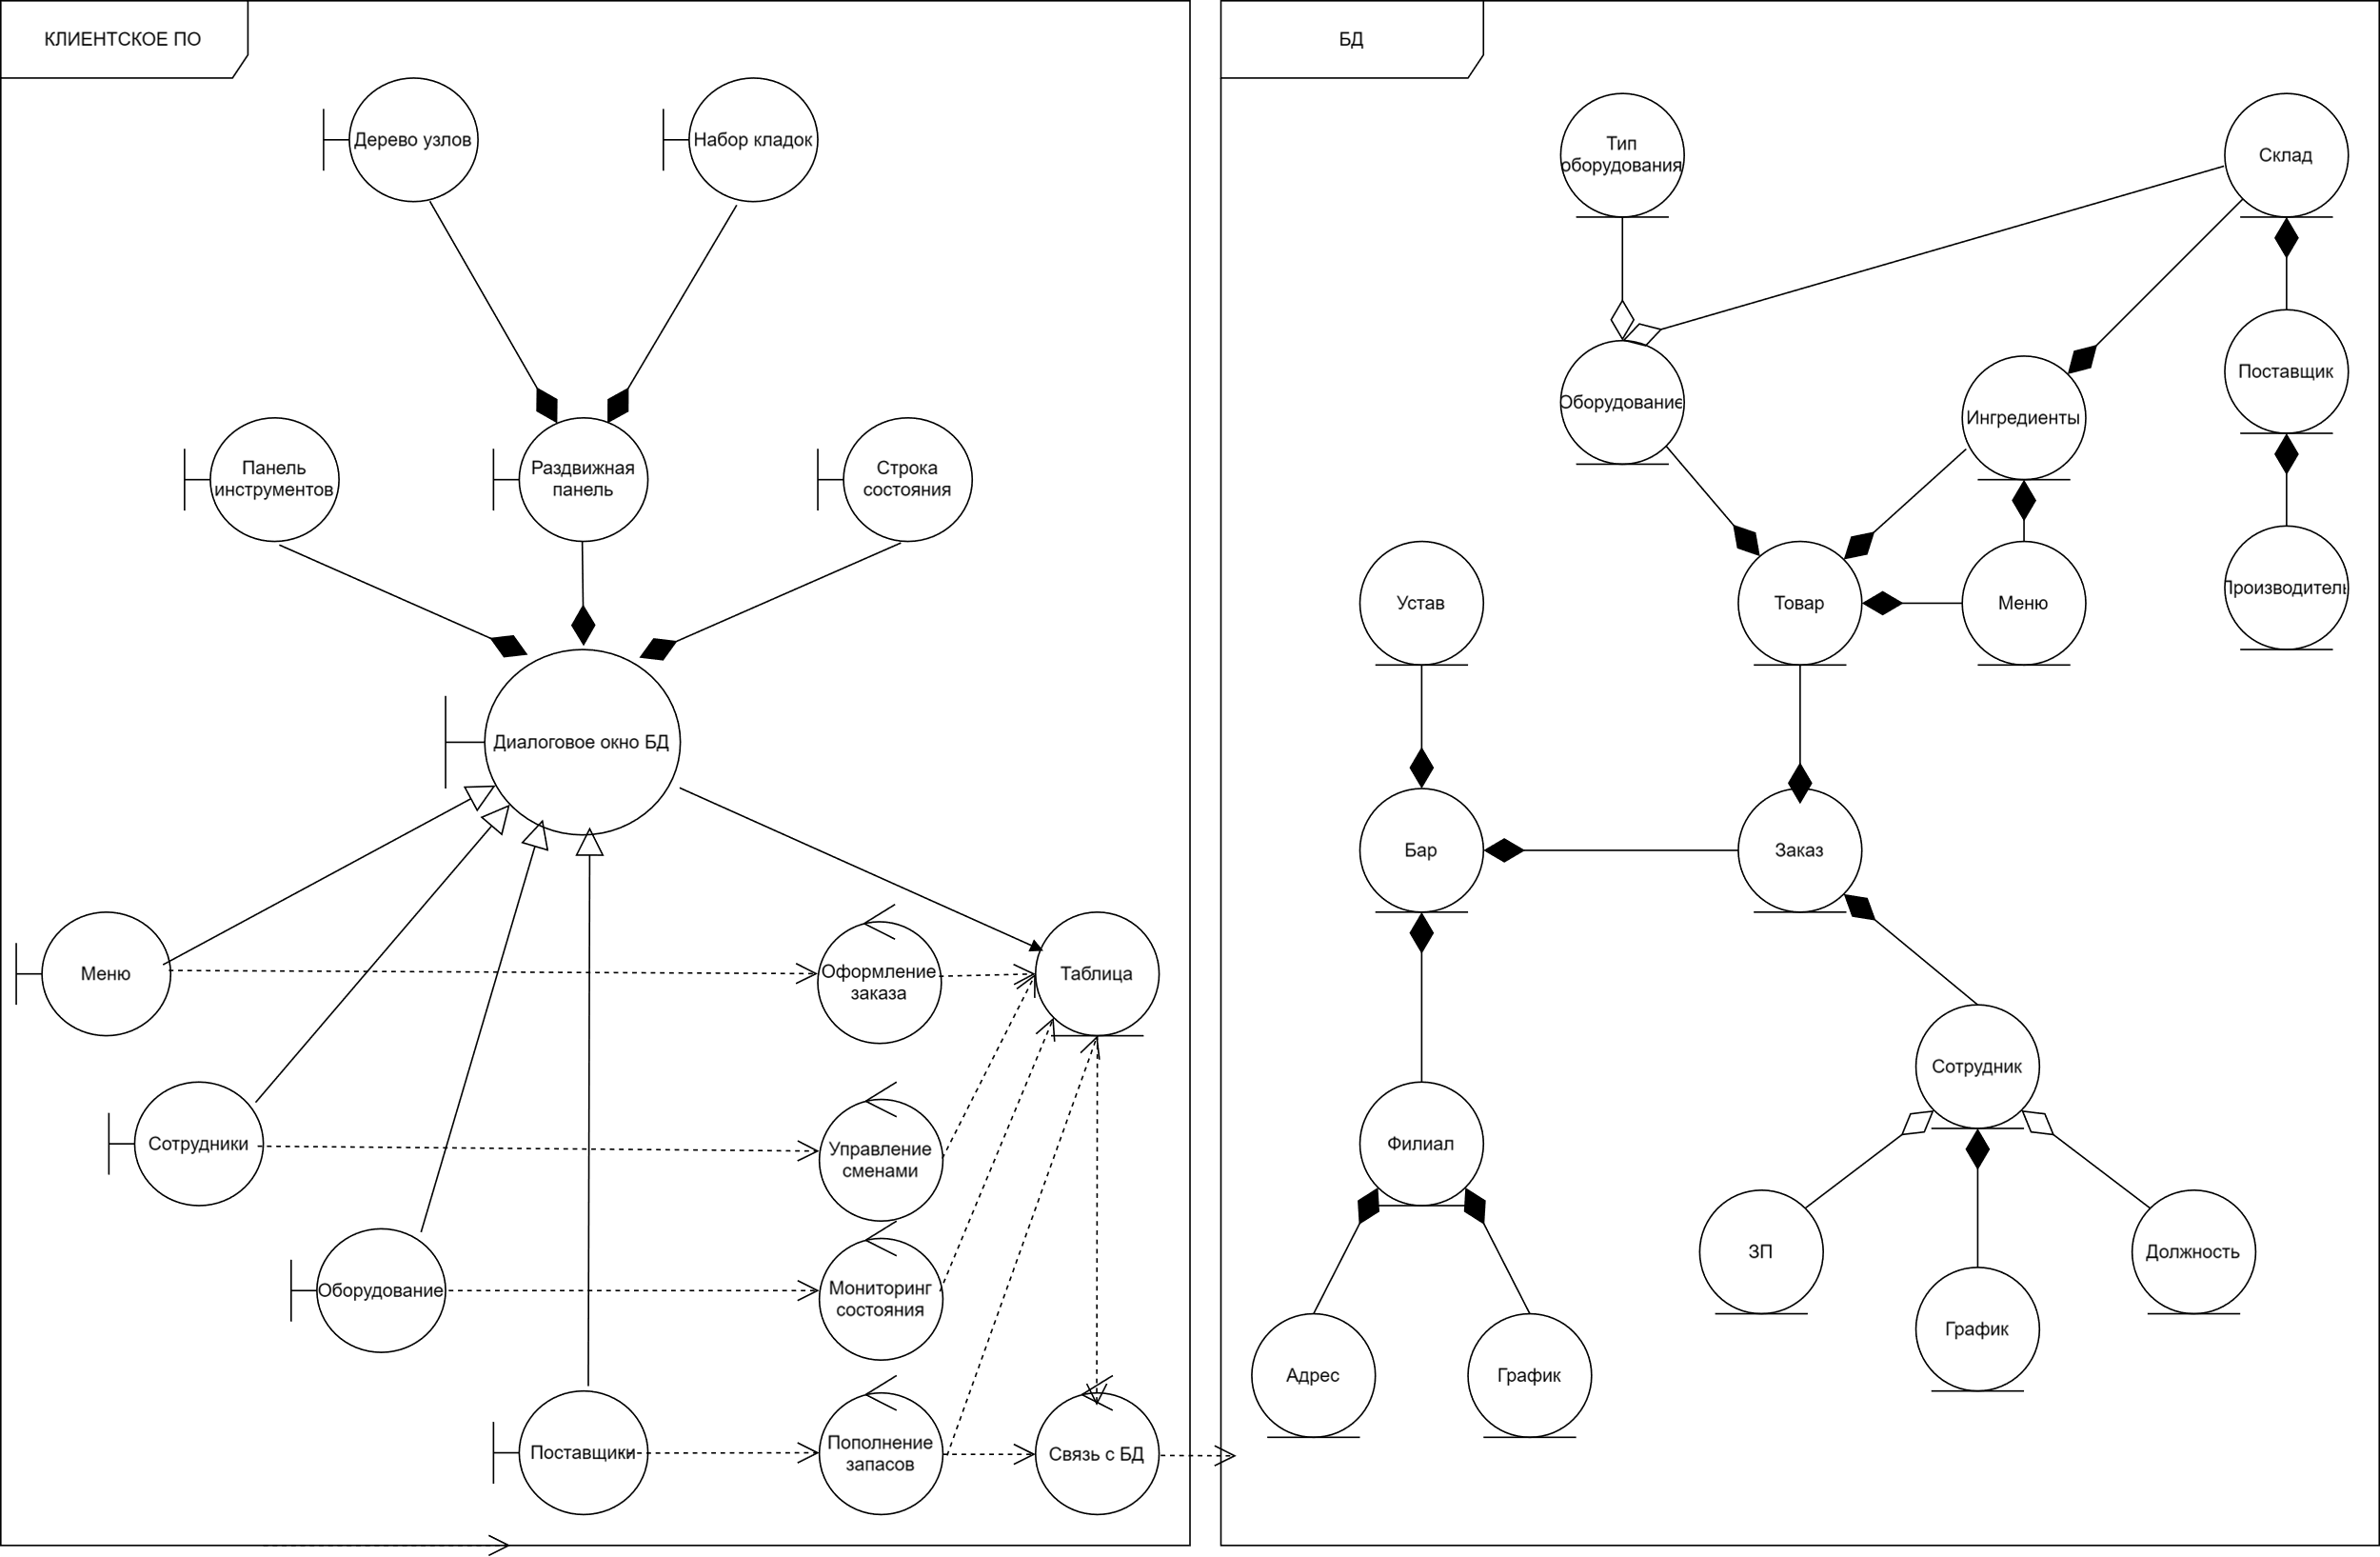 КЛИЕНТСКОЕ ПО
Дерево узлов
Набор кладок
Панель
инструментов
Раздвижная
панель
Строка
состояния
Диалоговое окно БД
Меню
Оформление
заказа
Таблица
Сотрудники
Управление
сменами
Оборудование
Мониторинг
состояния
Поставщики
Пополнение
запасов
Связь с БД
БД
Тип
оборудования
Склад
Оборудование
Ингредиенты
Поставщик
Устав
Товар
Меню
Производитель
Бар
Заказ
Филиал
Сотрудник
ЗП
График
Должность
Адрес
График